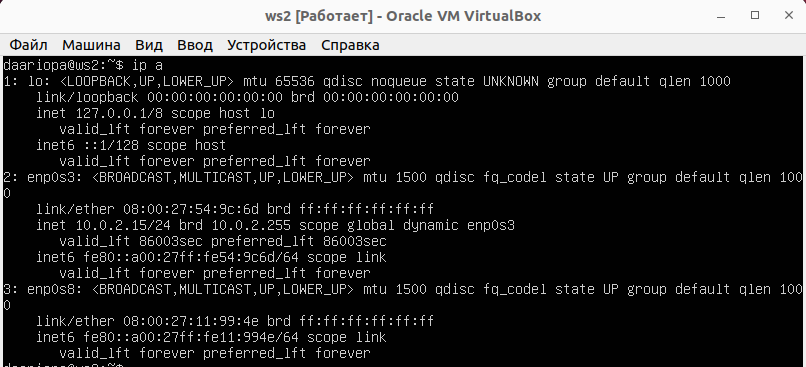 ws2 [Работает] - Oracle VM VirtualBox
Файл Машина Вид Ввод Устройства Справка
daariopa@ws2:~$ ip a
1: lo: <LOOPBACK,UP,LOWER_UP> mtu 65536 qdisc noqueue state UNKNOWN group default qlen 1000
    link/loopback 00:00:00:00:00:00 brd 00:00:00:00:00:00
    inet 127.0.0.1/8 scope host lo
       valid_lft forever preferred_lft forever
    inet6 ::1/128 scope host
       valid_lft forever preferred_lft forever
2: enp0s3: <BROADCAST,MULTICAST,UP,LOWER_UP> mtu 1500 qdisc fq_codel state UP group default qlen 100
0
    link/ether 08:00:27:54:9c:6d brd ff:ff:ff:ff:ff:ff
    inet 10.0.2.15/24 brd 10.0.2.255 scope global dynamic enp0s3
       valid_lft 86003sec preferred_lft 86003sec
    inet6 fe80::a00:27ff:fe54:9c6d/64 scope link
       valid_lft forever preferred_lft forever
3: enp0s8: <BROADCAST,MULTICAST,UP,LOWER_UP> mtu 1500 qdisc fq_codel state UP group default qlen 100
0
    link/ether 08:00:27:11:99:4e brd ff:ff:ff:ff:ff:ff
    inet6 fe80::a00:27ff:fe11:994e/64 scope link
       valid_lft forever preferred_lft forever
daariopa@ws2:~$